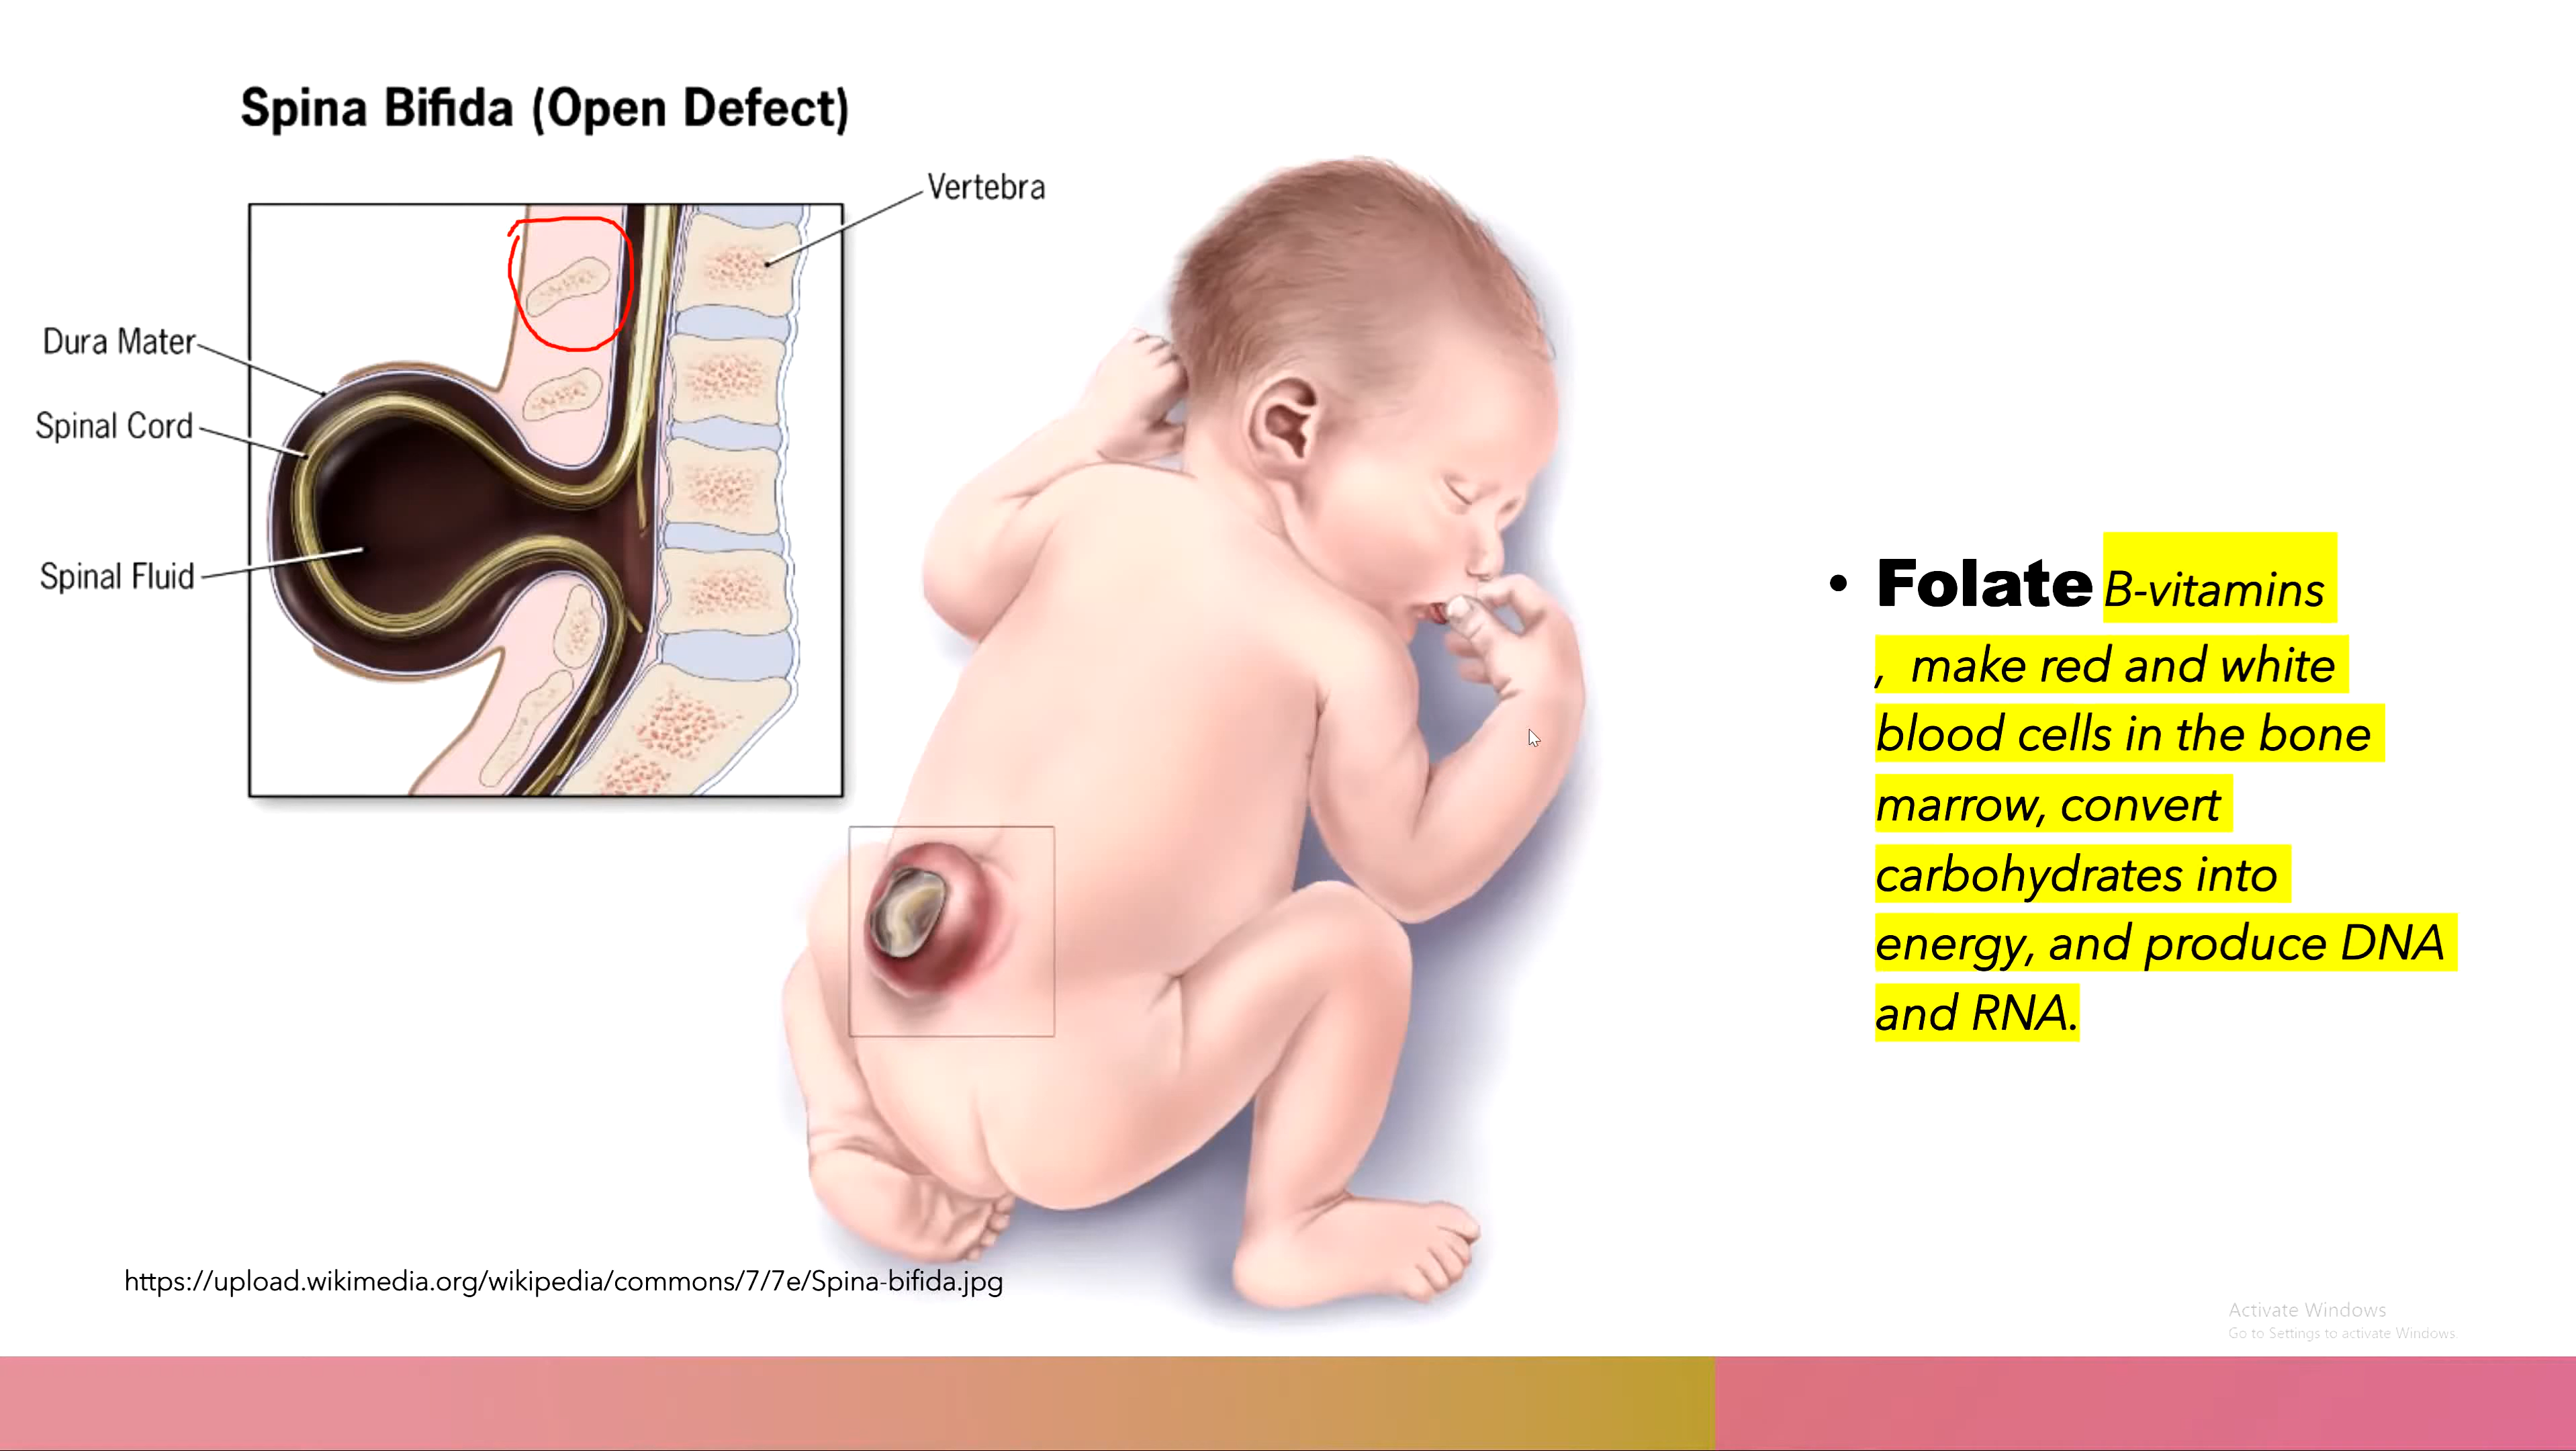 Spina Bifida (Open Defect)
Vertebra
Dura Mater
Spinal Cord
Spinal Fluid
• Folate B-vitamins
, make red and white
blood cells in the bone
marrow, convert
carbohydrates into
energy, and produce DNA
and RNA.
https://upload.wikimedia.org/wikipedia/commons/7/7e/Spina-bifida.jpg
Activate Windows
Go to Settings to activate Windows.